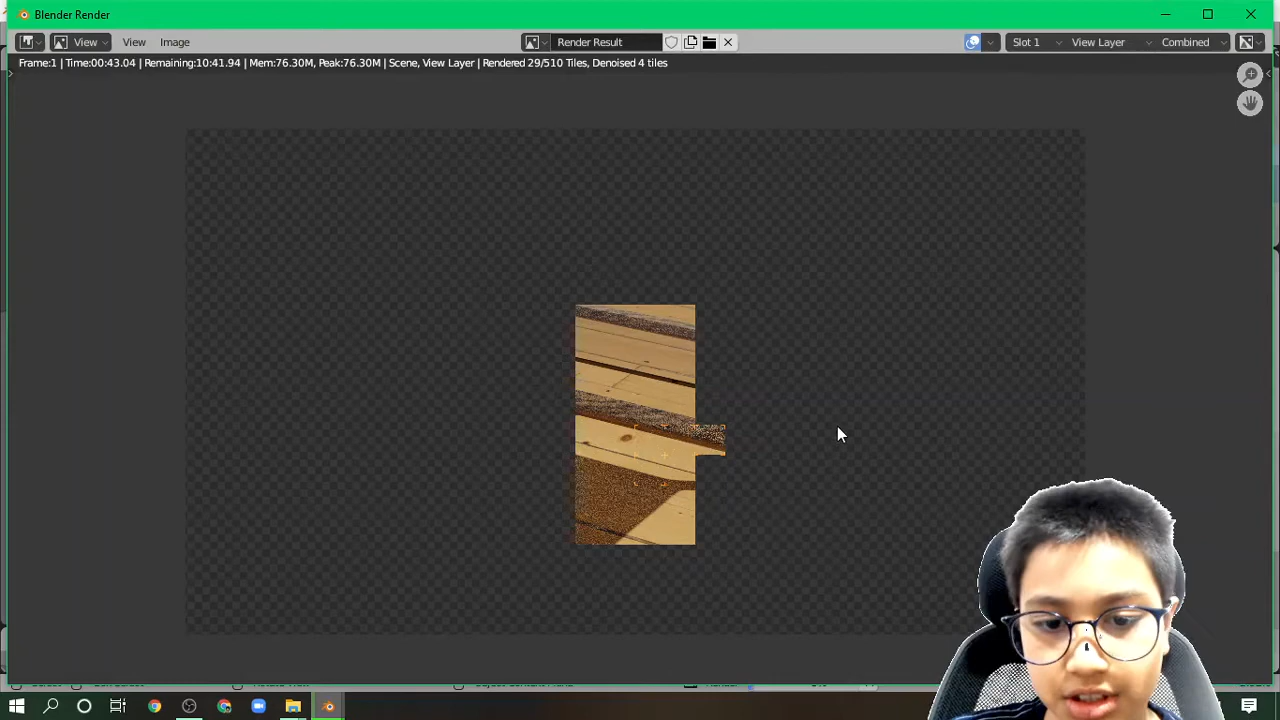 Blender Render
View View Image Render Result Slot 1 View Layer Combined
Frame:1 | Time:00:43.04 | Remaining:10:41.94 | Mem:76.30M, Peak:76.30M | Scene, View Layer | Rendered 29/510 Tiles, Denoised 4 tiles